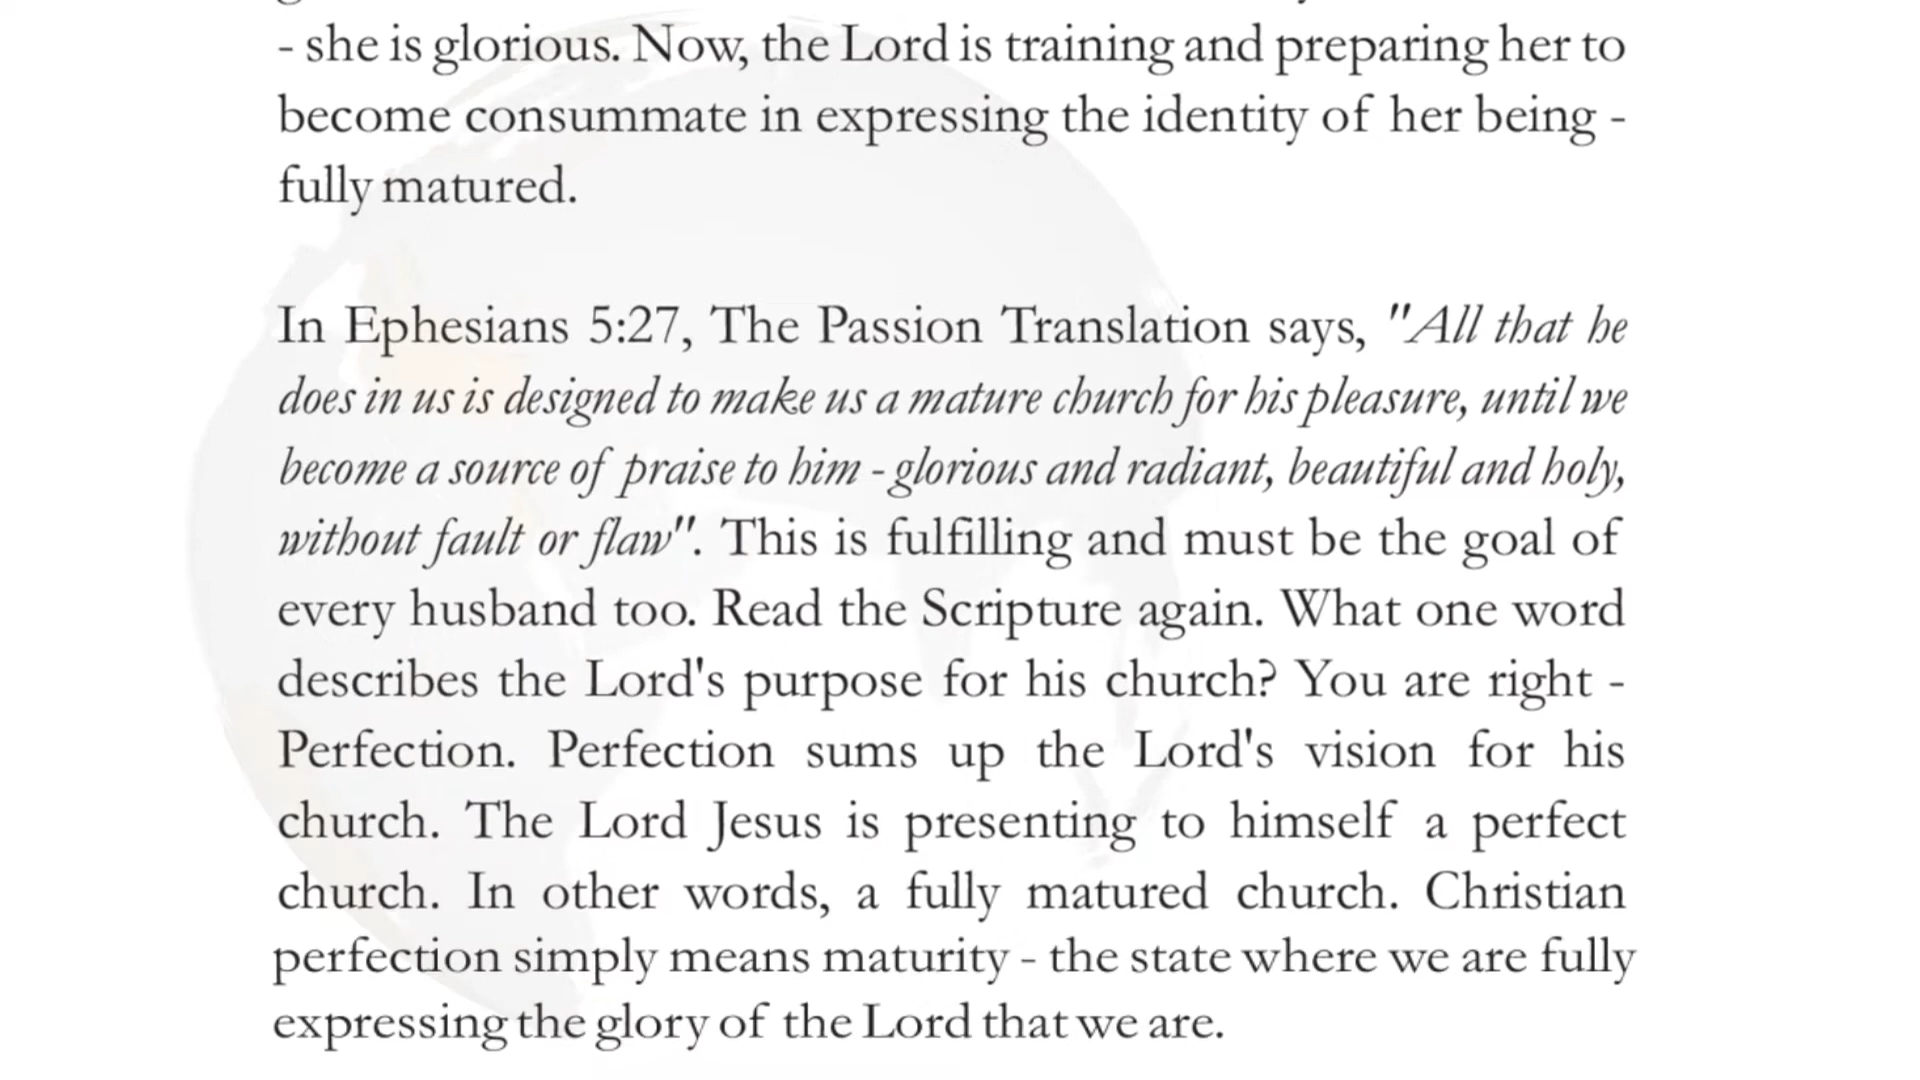 - she is glorious. Now, the Lord is training and preparing her to
become consummate in expressing the identity of her being -
fully matured.
In Ephesians 5:27, The Passion Translation says, "All that he
does in us is designed to make us a mature church for his pleasure, until we
become a source of praise to him - glorious and radiant, beautiful and holy,
without fault or flaw". This is fulfilling and must be the goal of
every husband too. Read the Scripture again. What one word
describes the Lord's purpose for his church? You are right -
Perfection. Perfection sums up the Lord's vision for his
church. The Lord Jesus is presenting to himself a perfect
church. In other words, a fully matured church. Christian
perfection simply means maturity - the state where we are fully
expressing the glory of the Lord that we are.